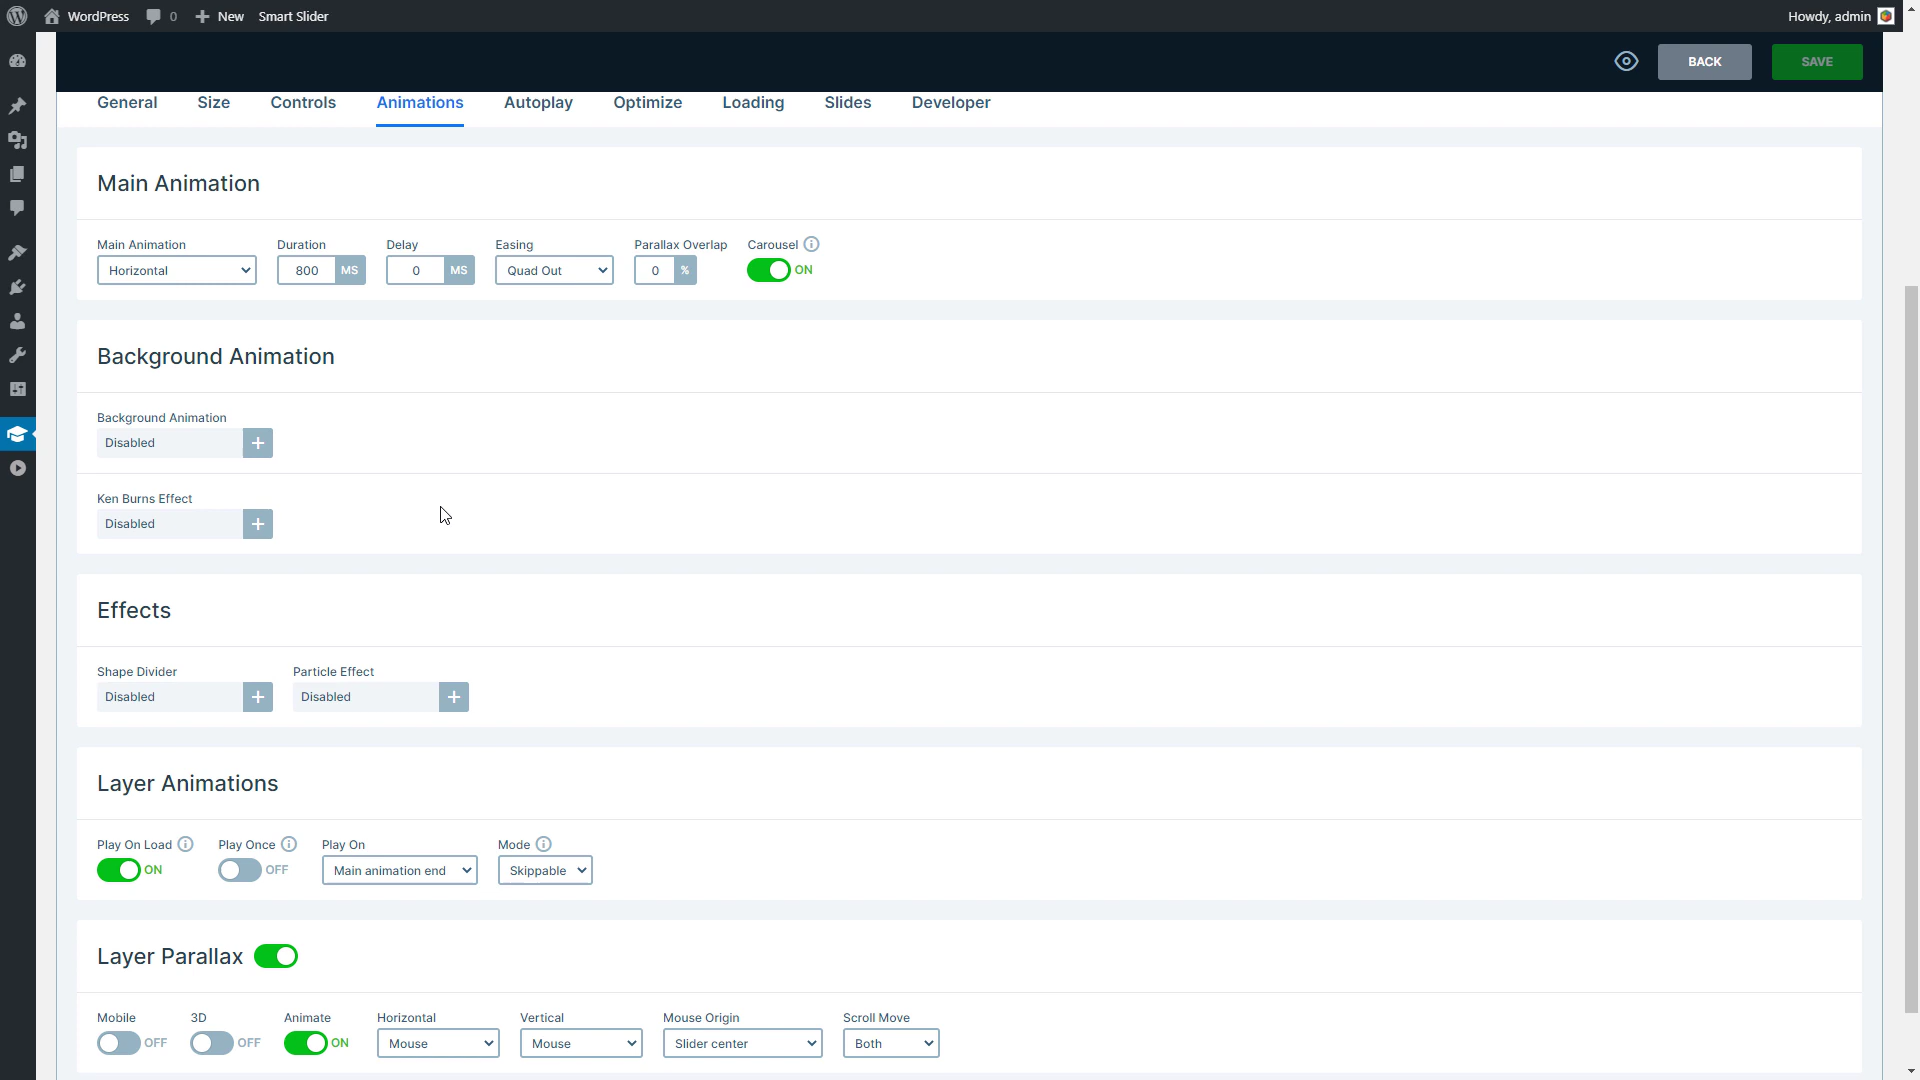 WordPress 0 New Smart Slider Howdy, admin
BACK SAVE
General Size Controls Animations Autoplay Optimize Loading Slides Developer
Main Animation
Main Animation Duration Delay Easing Parallax Overlap Carousel
Horizontal 800 MS 0 MS Quad Out 0 % ON
Background Animation
Background Animation
Disabled
Ken Burns Effect
Disabled
Effects
Shape Divider Particle Effect
Disabled Disabled
Layer Animations
Play On Load Play Once Play On Mode
ON OFF Main animation end Skippable
Layer Parallax
Mobile 3D Animate Horizontal Vertical Mouse Origin Scroll Move
OFF OFF ON Mouse Mouse Slider center Both